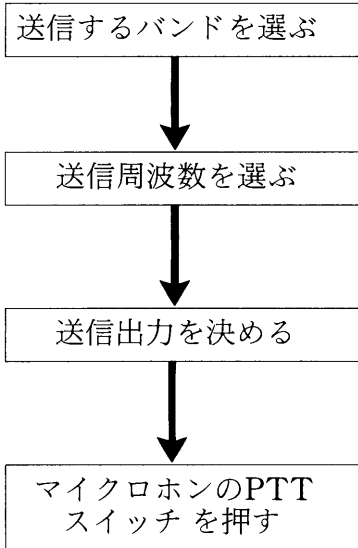 送信するバンドを選ぶ
送信周波数を選ぶ
送信出力を決める
マイクロホンのPTT
スイッチを押す